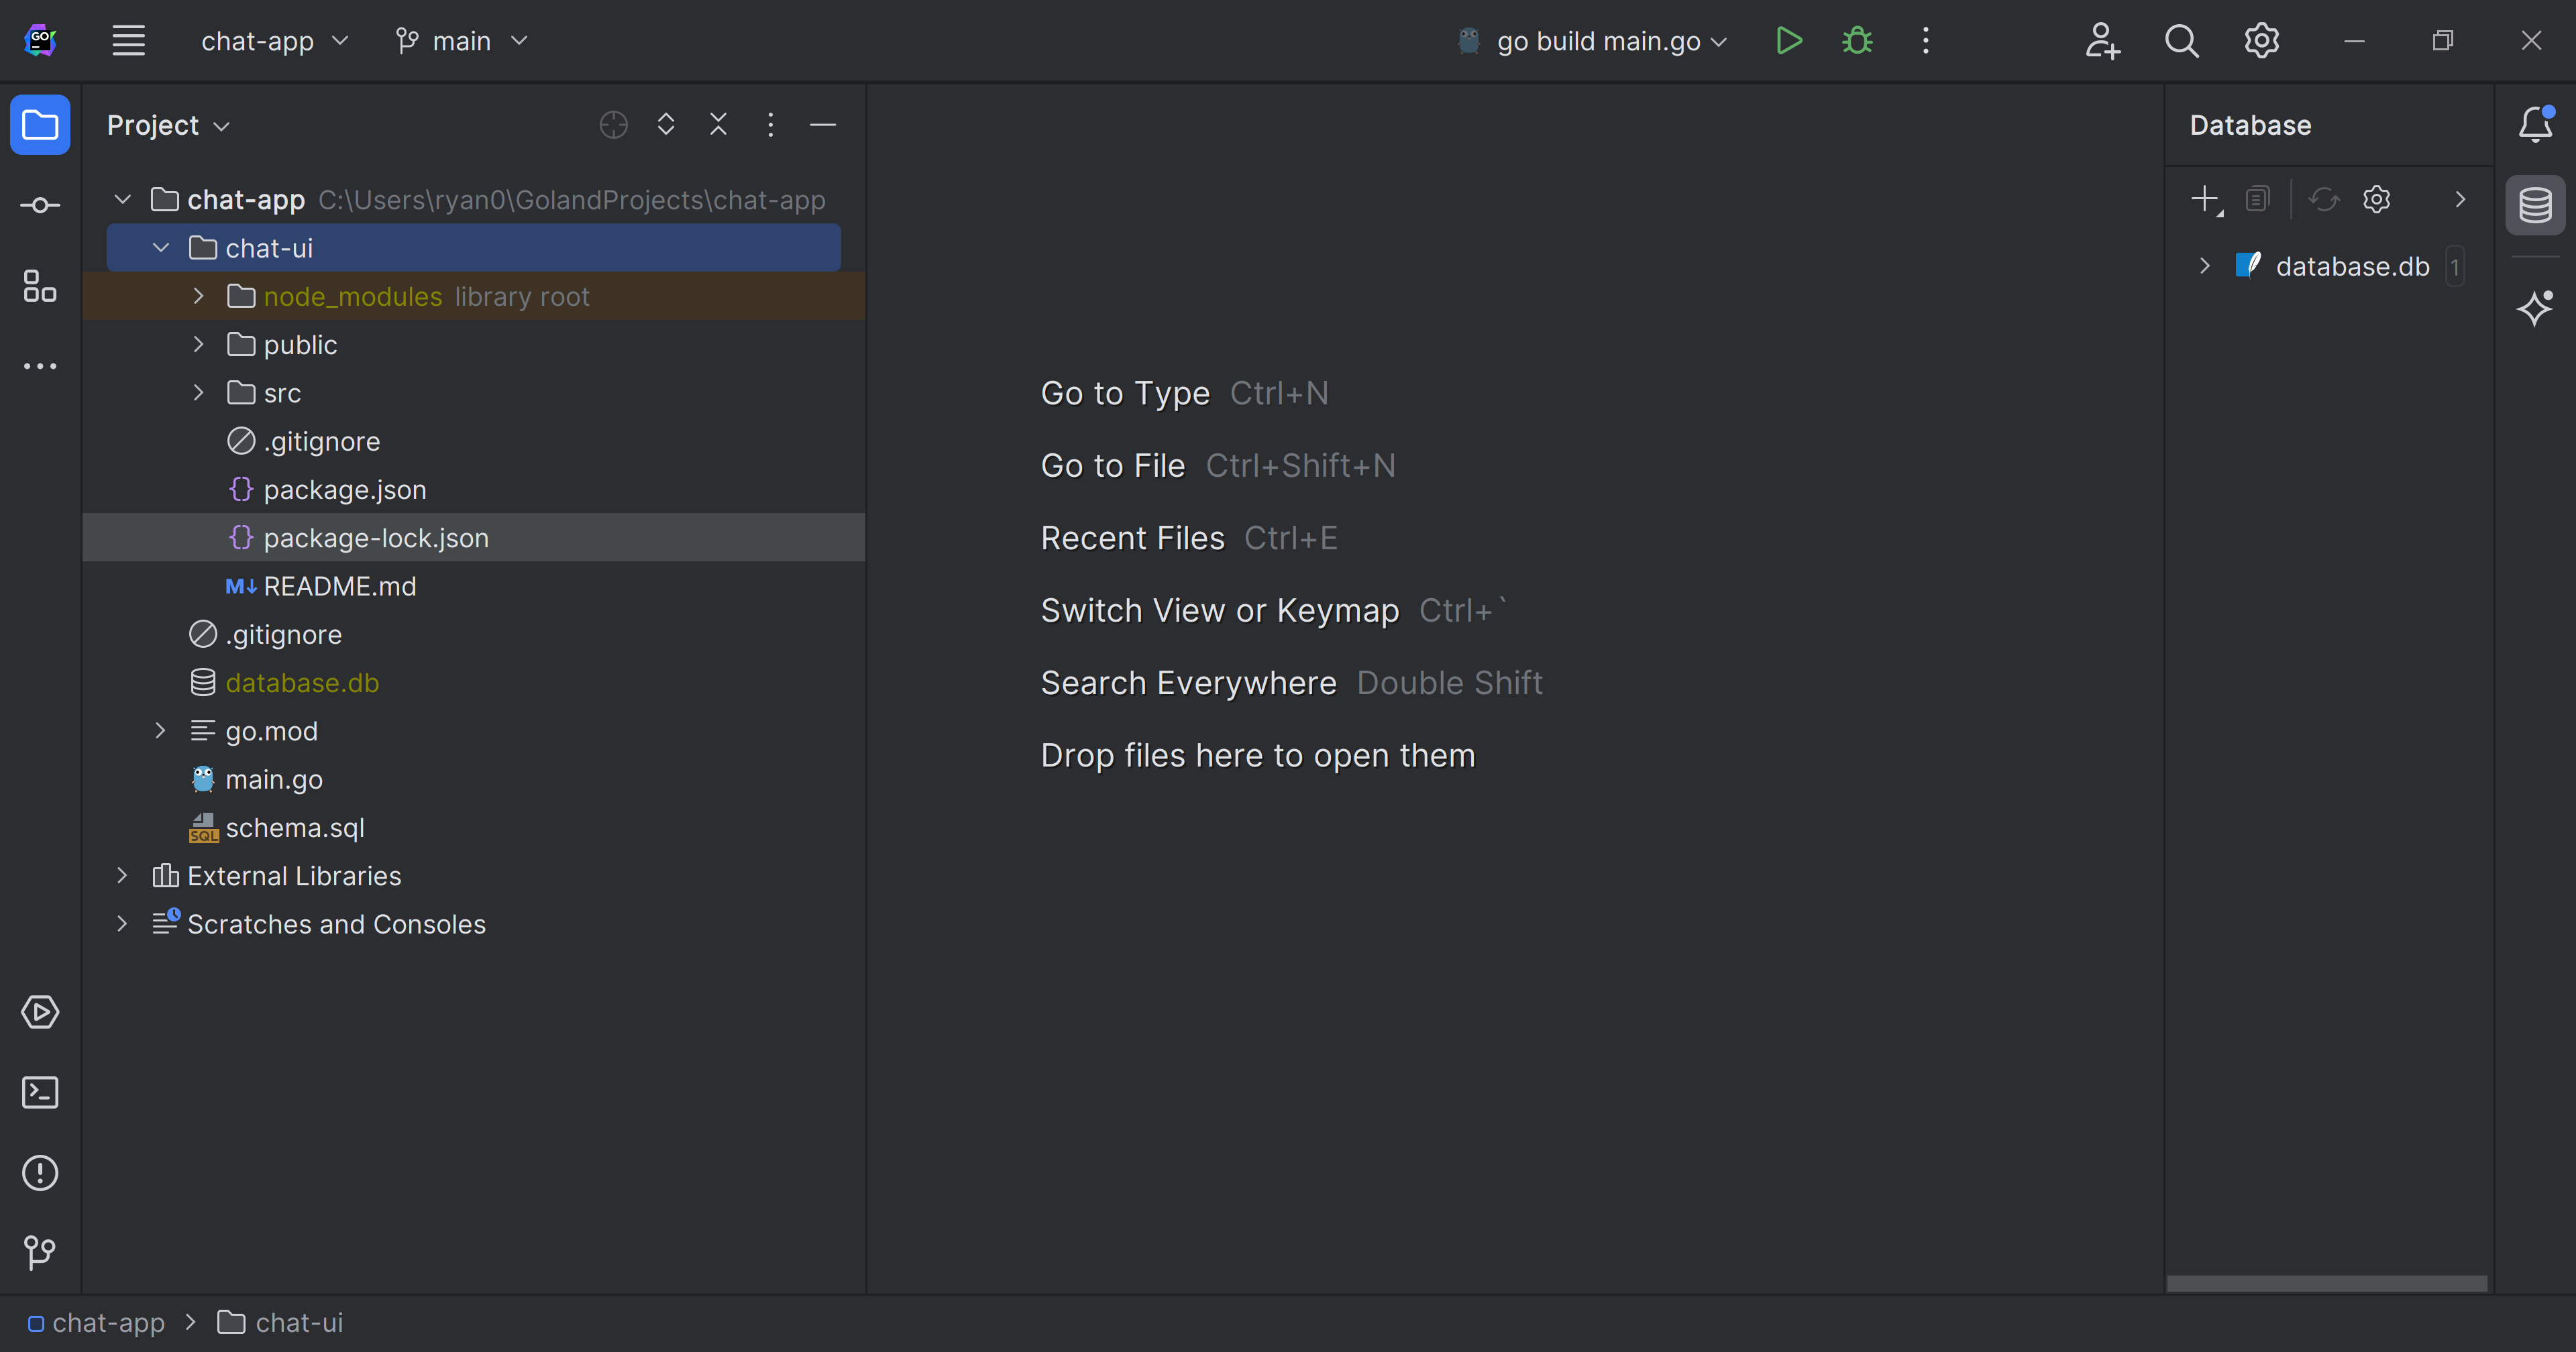 GO
chat-app
main
go build main.go
Project
Database
chat-app C:\Users\ryan0\GolandProjects\chat-app
chat-ui
node_modules library root
public
src
.gitignore
package.json
package-lock.json
M↓ README.md
.gitignore
database.db
go.mod
main.go
SQL schema.sql
External Libraries
Scratches and Consoles
Go to Type Ctrl+N
Go to File Ctrl+Shift+N
Recent Files Ctrl+E
Switch View or Keymap Ctrl+`
Search Everywhere Double Shift
Drop files here to open them
database.db 1
chat-app > chat-ui